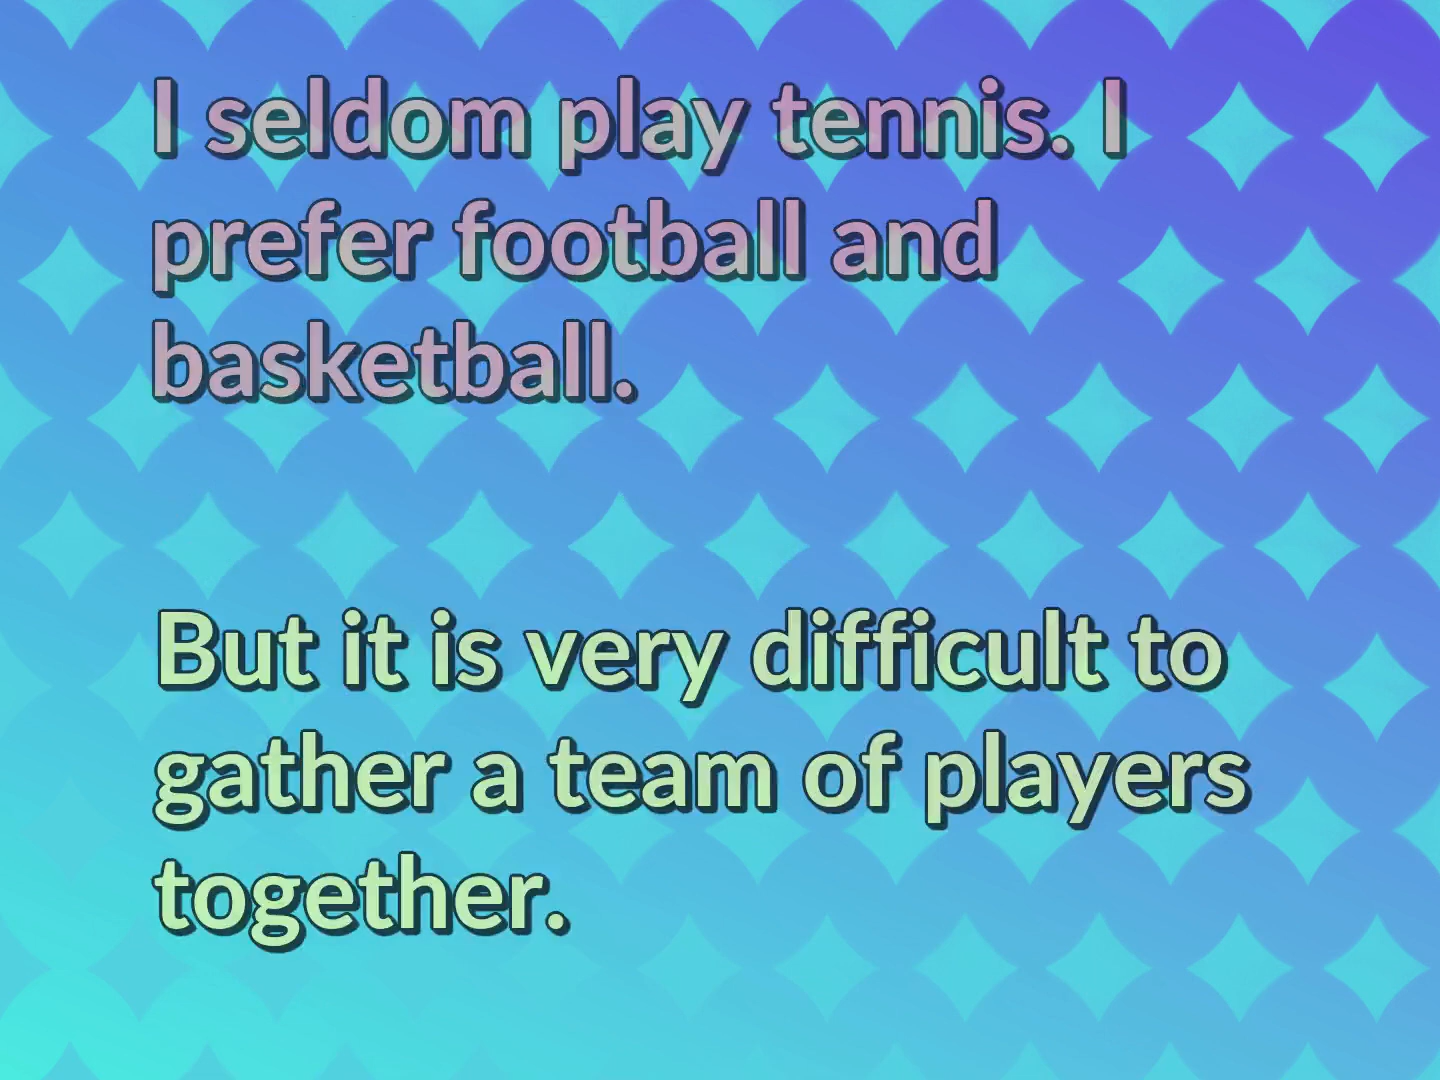 I seldom play tennis. I
prefer football and
basketball.
But it is very difficult to
gather a team of players
together.